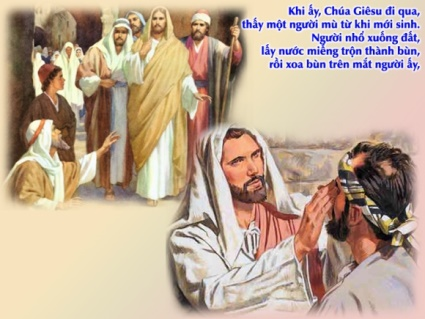 Khi ấy, Chúa Giêsu đi qua,
thấy một người mù từ khi mới sinh.
Người nhổ xuống đất,
lấy nước miếng trộn thành bùn,
rồi xoa bùn trên mắt người ấy,